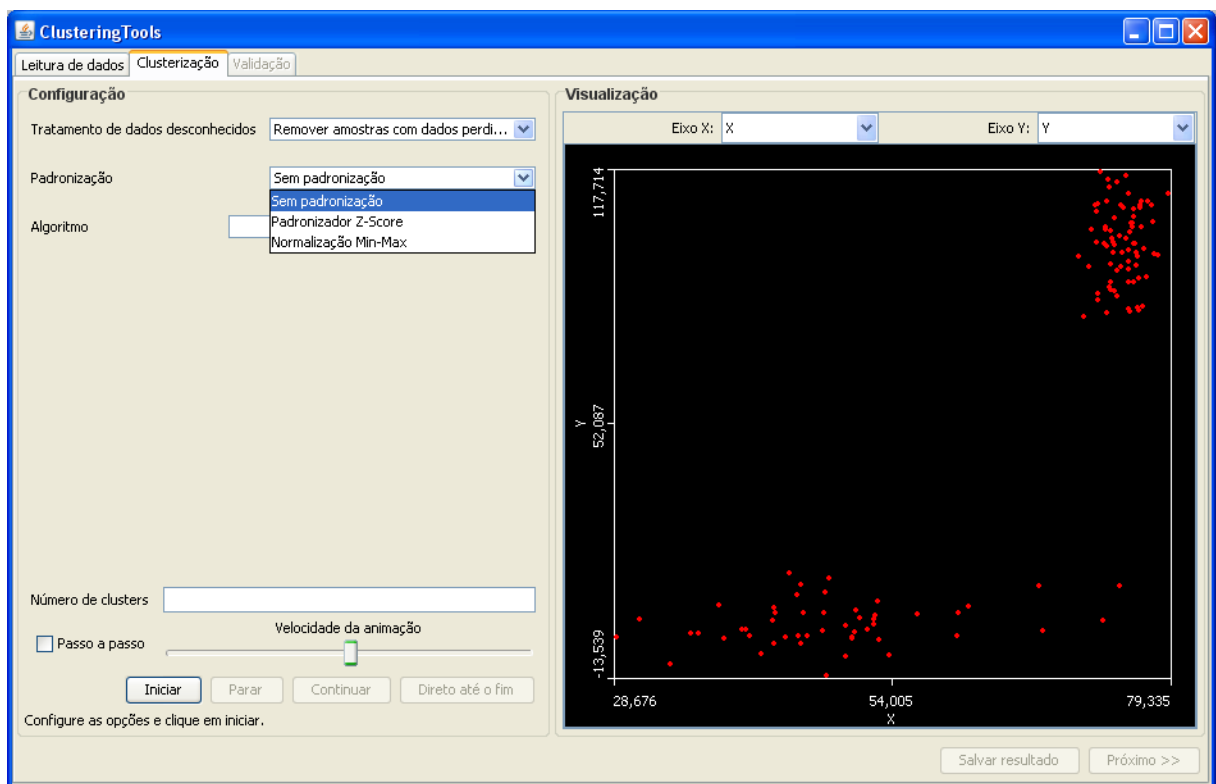 ClusteringTools
Leitura de dados Clusterização Validação
Configuração
Tratamento de dados desconhecidos Remover amostras com dados perdi...
Padronização Sem padronização
Sem padronização
Padronizador Z-Score
Normalização Min-Max
Algoritmo
Número de clusters
Passo a passo
Velocidade da animação
Iniciar Parar Continuar Direto até o fim
Configure as opções e clique em iniciar.
Visualização
Eixo X: X Eixo Y: Y
117,714
Y
52,087
-13,539
28,676 54,005 79,335
X
Salvar resultado Próximo >>